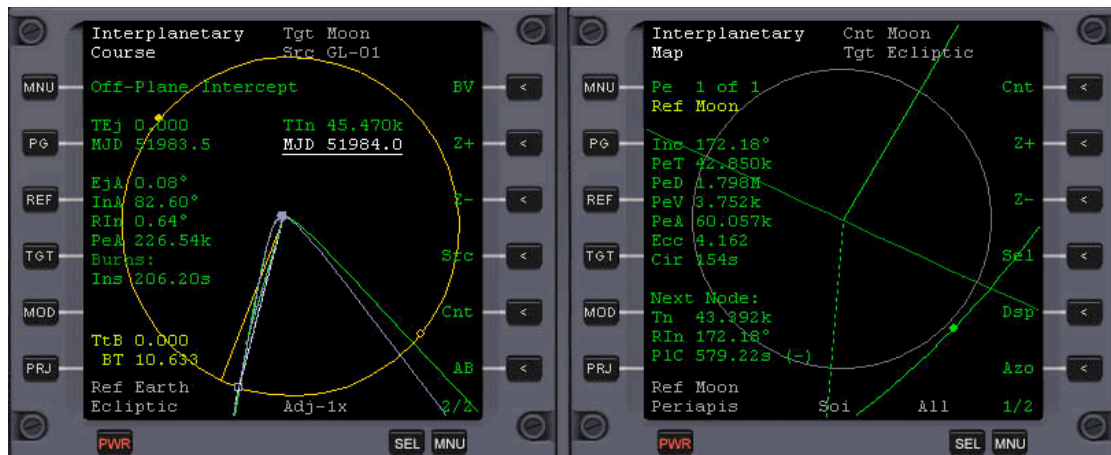 Interplanetary Tgt Moon
Course Src GL-01
MNU Off-Plane Intercept BV <
TEj 0.000 TIn 45.470k
PG MJD 51983.5 MJD 51984.0 Z+ <
EjA 0.08°
REF InA 82.60° Z- <
RIn 0.64°
PeA 226.54k
TGT Burns: Src <
Ins 206.20s
MOD Cnt <
TtB 0.000
BT 10.633
PRJ AB <
Ref Earth
Ecliptic Adj-1x 2/2
PWR SEL MNU
Interplanetary Cnt Moon
Map Tgt Ecliptic
MNU Pe 1 of 1 Cnt <
Ref Moon
PG Inc 172.18° Z+ <
PeT 42.850k
PeD 1.798M
REF PeV 3.752k Z- <
PeA 60.057k
Ecc 4.162
TGT Cir 154s Sel <
Next Node:
MOD Tn 43.392k Dsp <
RIn 172.18°
PlC 579.22s (-)
PRJ Azo <
Ref Moon
Periapis Soi All 1/2
PWR SEL MNU